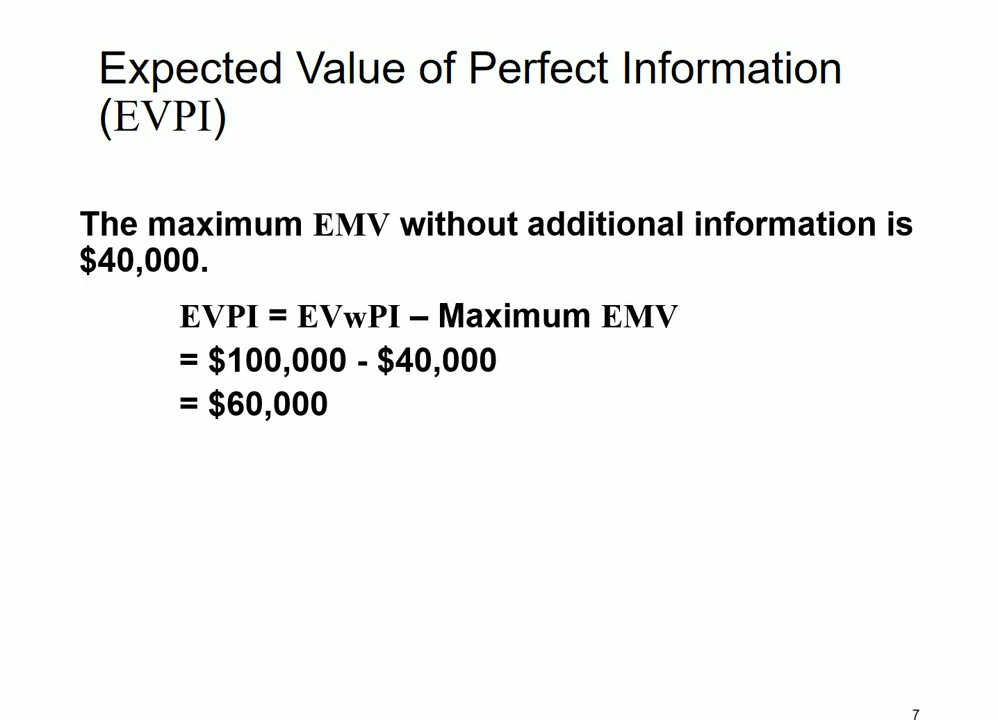 Expected Value of Perfect Information
(EVPI)
The maximum EMV without additional information is
$40,000.
EVPI = EVwPI – Maximum EMV
= $100,000 - $40,000
= $60,000
7